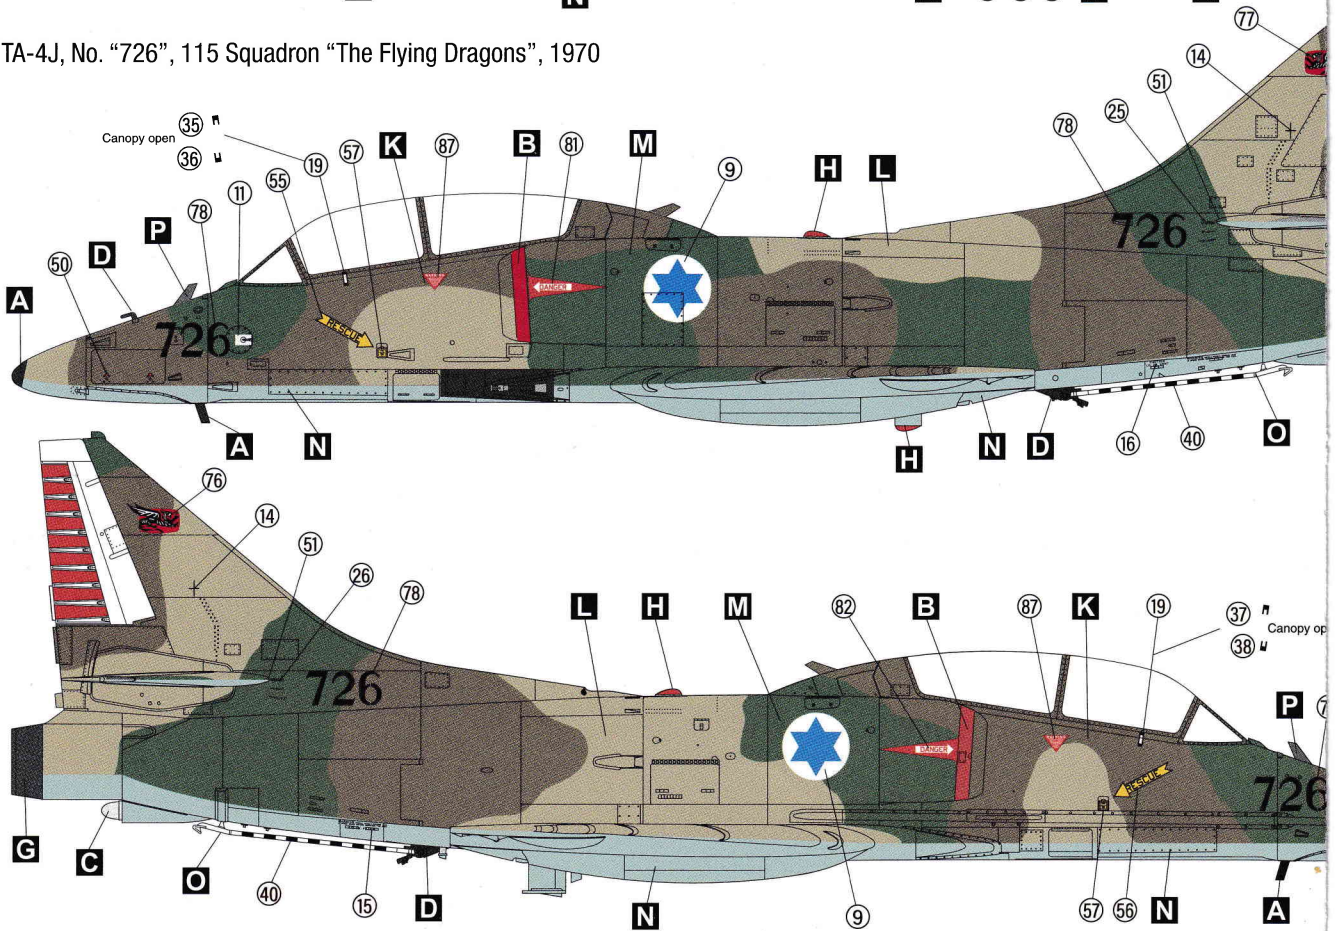 TA-4J, No. “726”, 115 Squadron “The Flying Dragons”, 1970
77
14
51
25
78
Canopy open 35
36
19
57
K
87
B
81
M
9
H
L
55
11
78
P
D
50
A
726
726
RESCUE
DANGER
A
N
H
N
D
16
40
O
76
14
51
26
78
L
H
M
82
B
87
K
19
37
Canopy op
38
P
726
DANGER
RESCUE
726
G
C
O
40
15
D
N
9
57
56
N
A